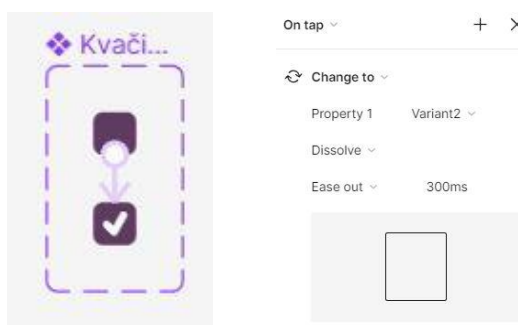 Kvači...
On tap
Change to
Property 1 Variant2
Dissolve
Ease out 300ms